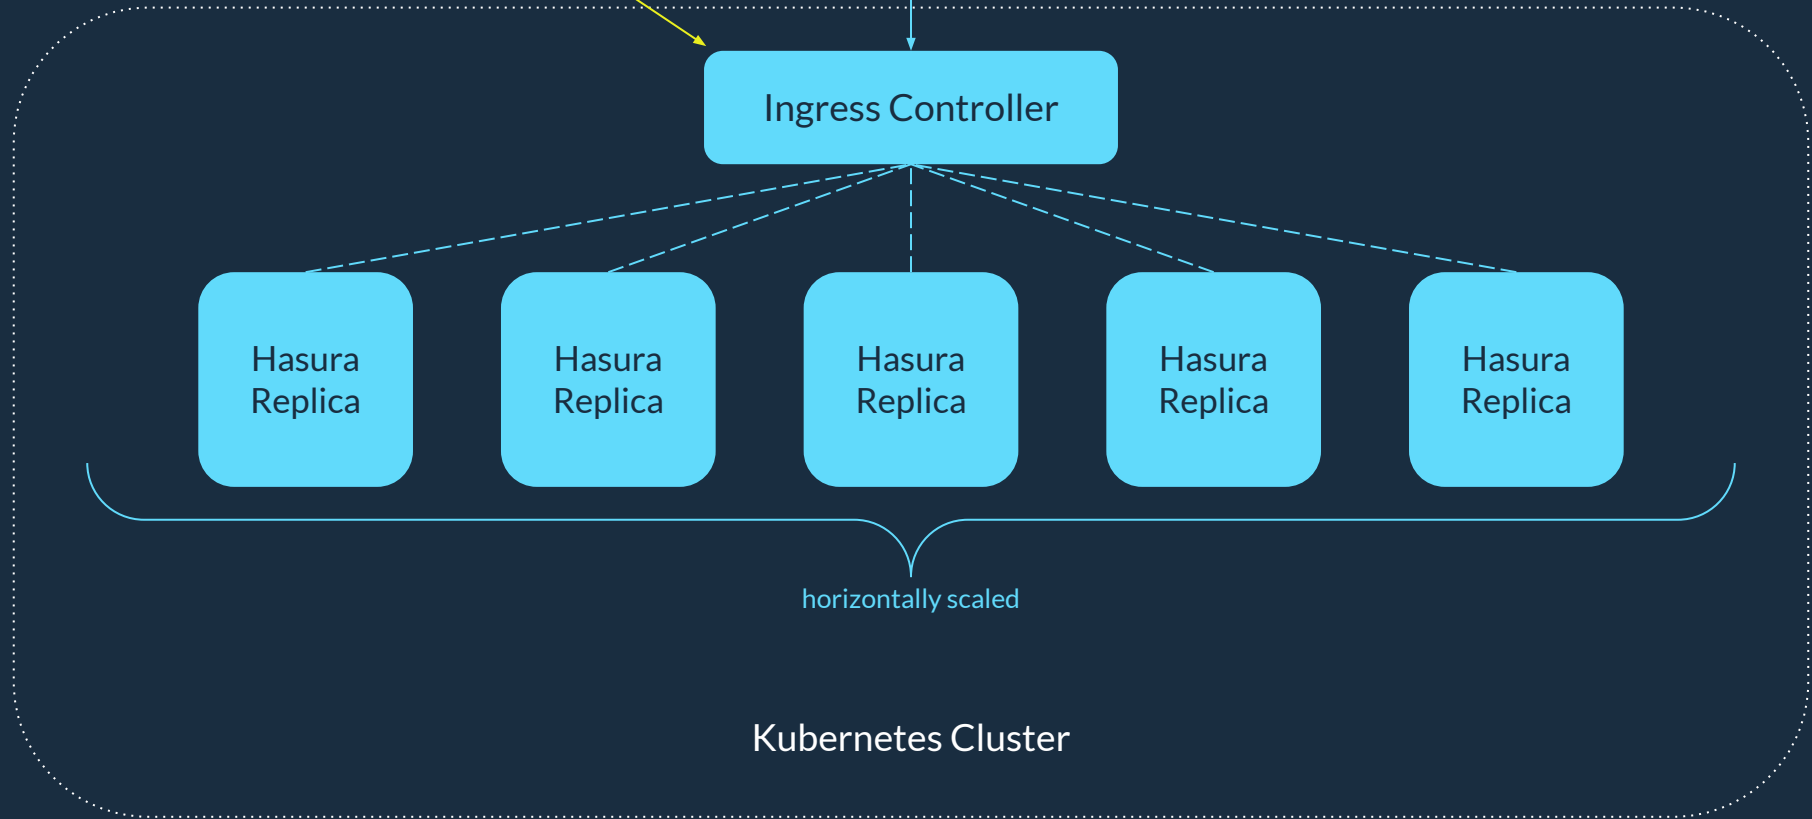 Ingress Controller
Hasura
Replica
Hasura
Replica
Hasura
Replica
Hasura
Replica
Hasura
Replica
horizontally scaled
Kubernetes Cluster